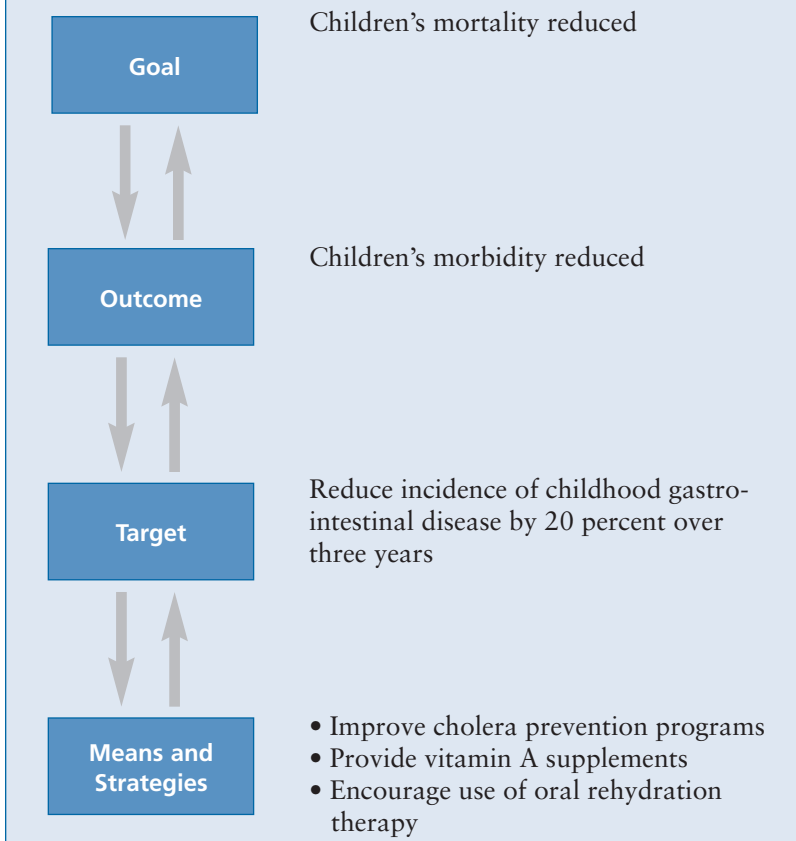 Goal
Children’s mortality reduced
Outcome
Children’s morbidity reduced
Target
Reduce incidence of childhood gastro-
intestinal disease by 20 percent over
three years
Means and
Strategies
• Improve cholera prevention programs
• Provide vitamin A supplements
• Encourage use of oral rehydration
therapy